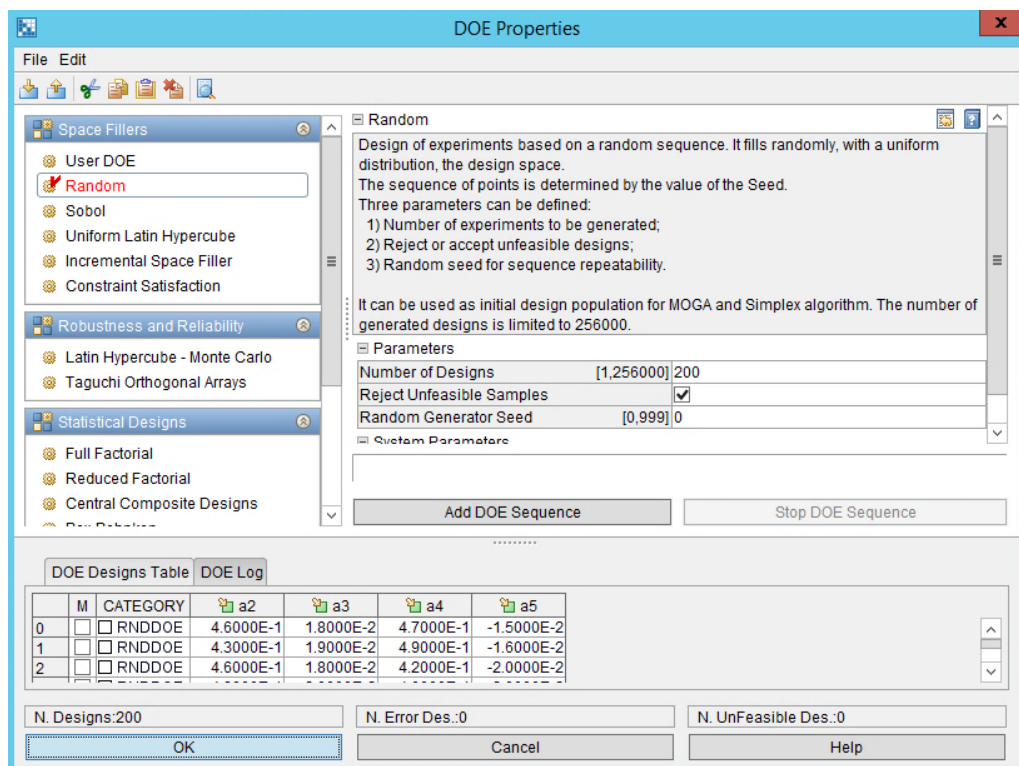 DOE Properties
x
File Edit
Space Fillers
User DOE
Random
Sobol
Uniform Latin Hypercube
Incremental Space Filler
Constraint Satisfaction
Robustness and Reliability
Latin Hypercube - Monte Carlo
Taguchi Orthogonal Arrays
Statistical Designs
Full Factorial
Reduced Factorial
Central Composite Designs
Random
Design of experiments based on a random sequence. It fills randomly, with a uniform
distribution, the design space.
The sequence of points is determined by the value of the Seed.
Three parameters can be defined:
1) Number of experiments to be generated;
2) Reject or accept unfeasible designs;
3) Random seed for sequence repeatability.
It can be used as initial design population for MOGA and Simplex algorithm. The number of
generated designs is limited to 256000.
Parameters
Number of Designs [1,256000] 200
Reject Unfeasible Samples
Random Generator Seed [0,999] 0
System Parameters
Add DOE Sequence Stop DOE Sequence
DOE Designs Table DOE Log
M CATEGORY a2 a3 a4 a5
0 RNDDOE 4.6000E-1 1.8000E-2 4.7000E-1 -1.5000E-2
1 RNDDOE 4.3000E-1 1.9000E-2 4.9000E-1 -1.6000E-2
2 RNDDOE 4.6000E-1 1.8000E-2 4.2000E-1 -2.0000E-2
N. Designs:200 N. Error Des.:0 N. UnFeasible Des.:0
OK Cancel Help